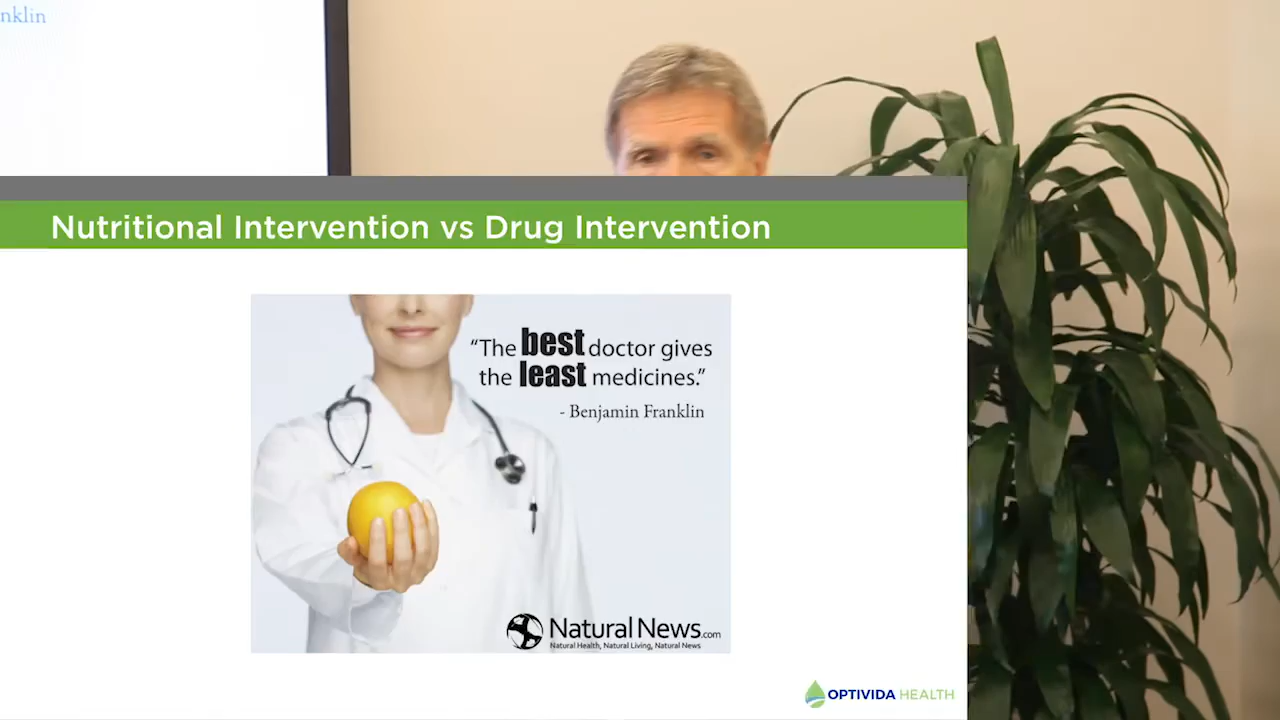 nklin
Nutritional Intervention vs Drug Intervention
“The best doctor gives
the least medicines.”
- Benjamin Franklin
NaturalNews.com
Natural Health, Natural Living, Natural News
OPTIVIDA HEALTH